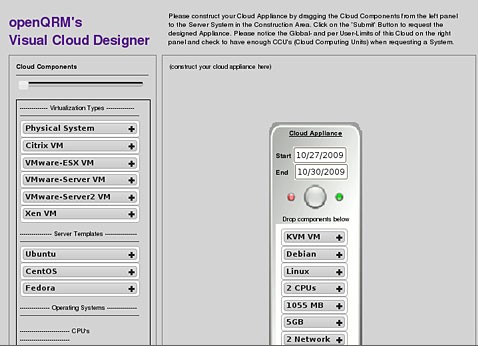 openQRM's
Visual Cloud Designer
Please construct your Cloud Appliance by dragging the Cloud Components from the left panel
to the Server System in the Construction Area. Click on the 'Submit' Button to request the
designed Appliance. Please notice the Global- and per User-Limits of this Cloud on the right
panel and check to have enough CCU's (Cloud Computing Units) when requesting a System.
Cloud Components
-------------- Virtualization Types --------------
Physical System
Citrix VM
VMware-ESX VM
VMware-Server VM
VMware-Server2 VM
Xen VM
-------------- Server Templates --------------
Ubuntu
CentOS
Fedora
-------------- Operating Systems --------------
-------------- CPU's
--------------
(construct your cloud appliance here)
Cloud Appliance
Start 10/27/2009
End 10/30/2009
Drop components below
KVM VM
Debian
Linux
2 CPUs
1055 MB
5GB
2 Network